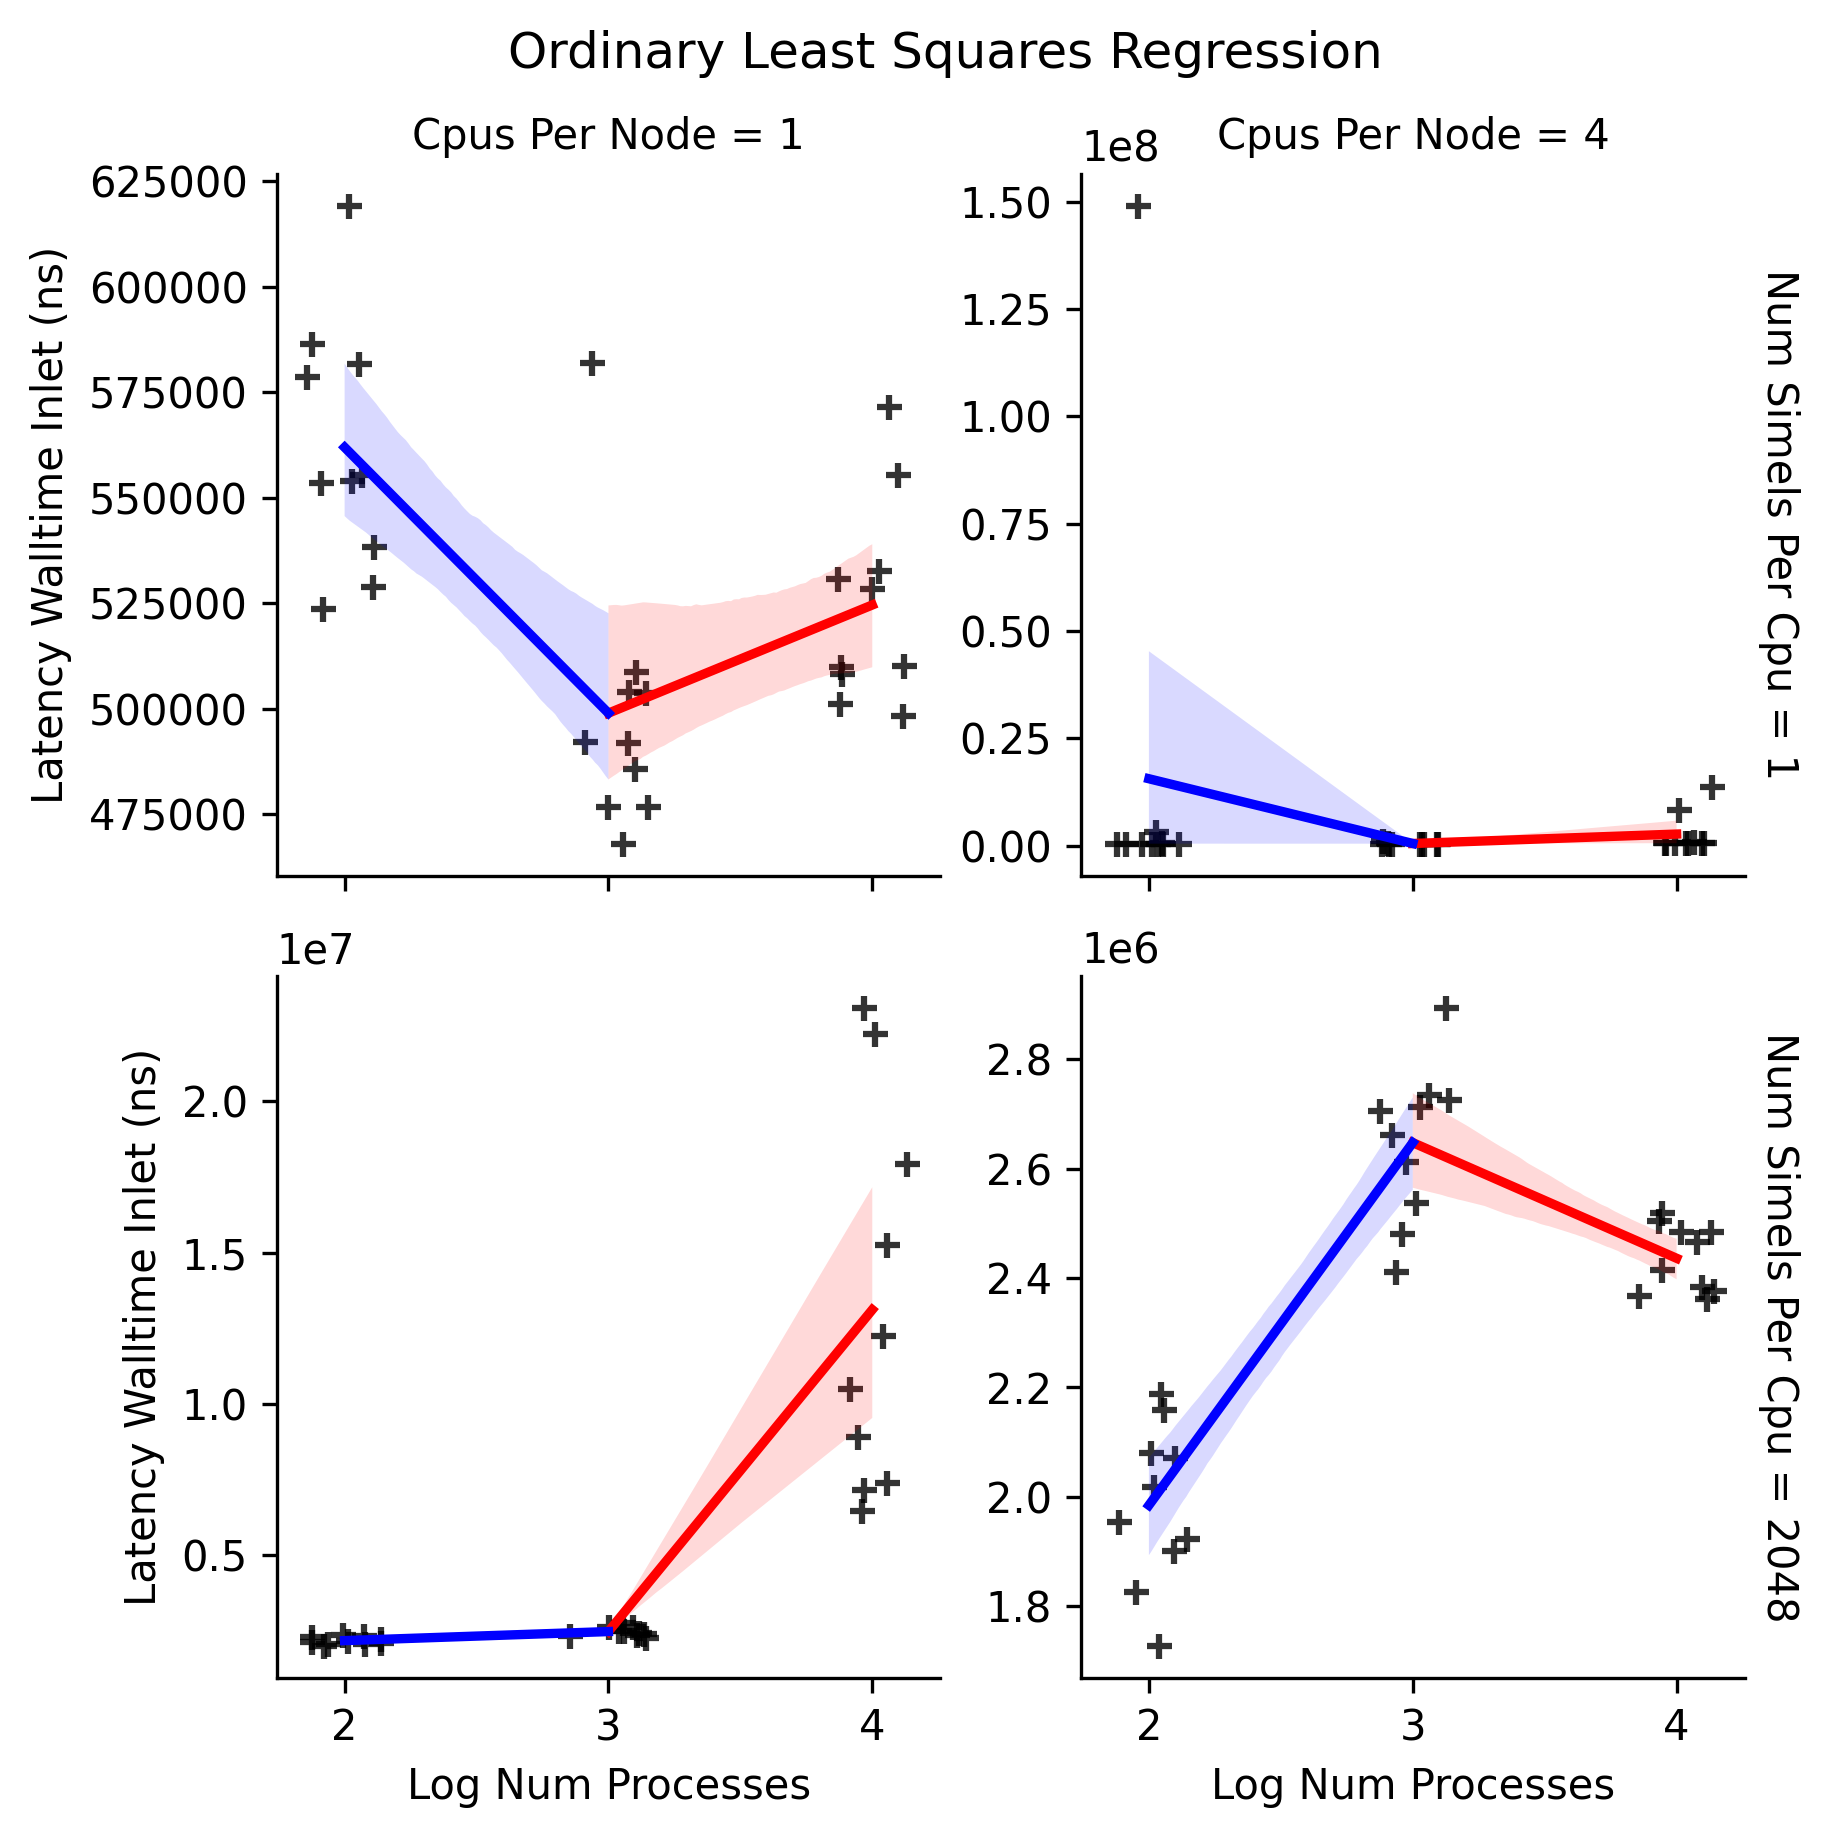 Ordinary Least Squares Regression
Cpus Per Node = 1
Cpus Per Node = 4
1e8
625000
600000
575000
550000
525000
500000
475000
Latency Walltime Inlet (ns)
1.50
1.25
1.00
0.75
0.50
0.25
0.00
Num Simels Per Cpu = 1
1e7
2.0
1.5
1.0
0.5
Latency Walltime Inlet (ns)
2
3
4
Log Num Processes
1e6
2.8
2.6
2.4
2.2
2.0
1.8
2
3
4
Log Num Processes
Num Simels Per Cpu = 2048